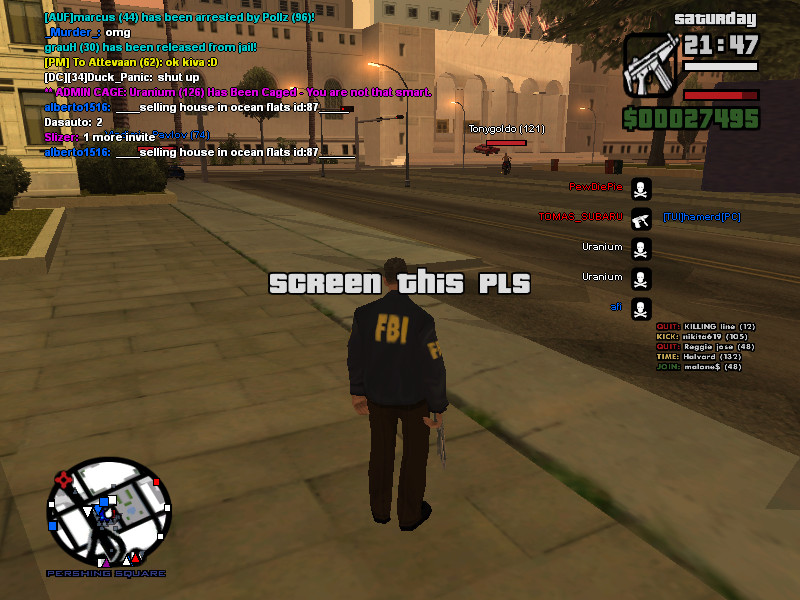 [AUF]marcus (44) has been arrested by Pollz (96)!
_Murder_: omg
grauH (30) has been released from jail!
[PM] To Attevaan (62): ok kiva :D
[DC][34]Duck_Panic: shut up
** ADMIN CAGE: Uranium (126) Has Been Caged - You are not that smart.
alberto1516: ____selling house in ocean flats id:87____
Dasauto: 2
Slizer: 1 more invite
alberto1516: ____selling house in ocean flats id:87____
(74)
saturday
21:47
$00027495
Tonygoldo (121)
PewDiePie
TOMAS_SUBARU [TUI]hamerd[PC]
Uranium
Uranium
afi
screen this PLS
QUIT: KILLING line (12)
KICK: nikita619 (105)
QUIT: Reggie jose (48)
TIME: Halvard (132)
JOIN: malone$ (48)
FBI
F
PERSHING SQUARE